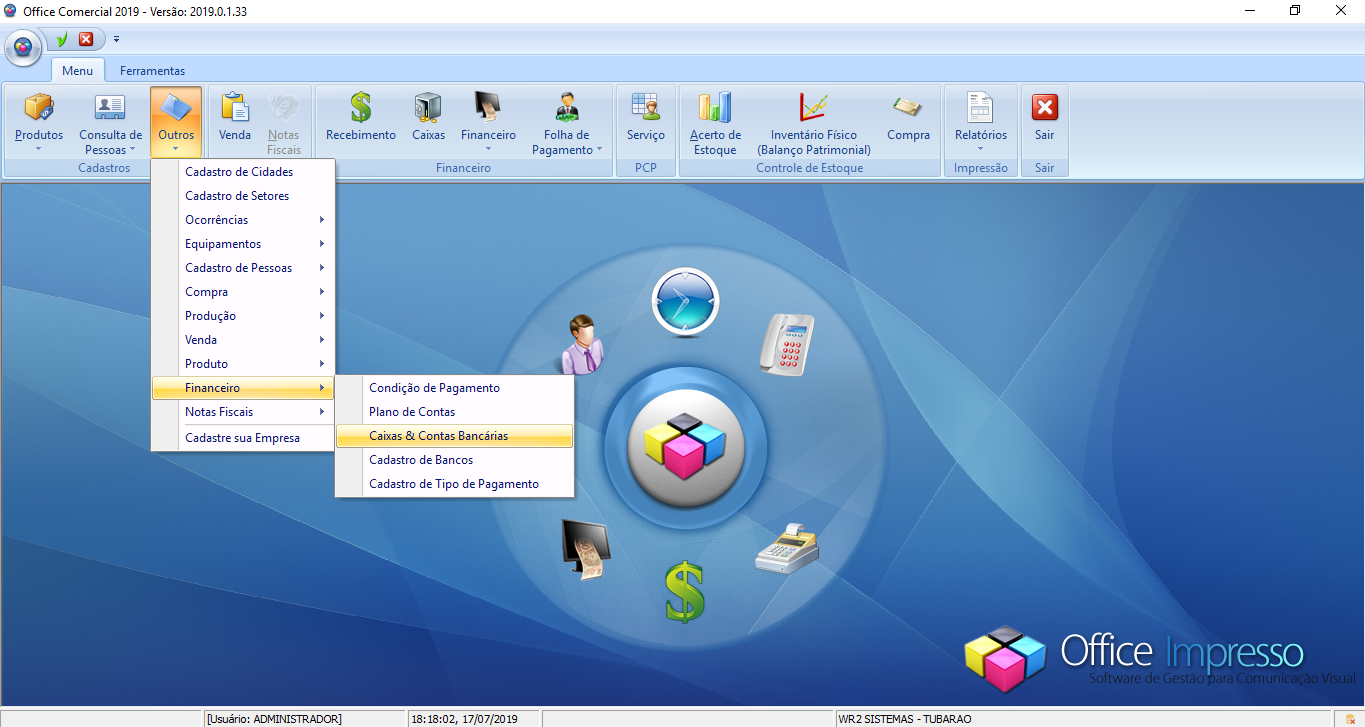 Office Comercial 2019 - Versão: 2019.0.1.33
Menu
Ferramentas
Produtos
Consulta de
Pessoas
Outros
Venda
Notas
Fiscais
Recebimento
Caixas
Financeiro
Folha de
Pagamento
Serviço
Acerto de
Estoque
Inventário Físico
(Balanço Patrimonial)
Compra
Relatórios
Sair
Cadastros
Financeiro
PCP
Controle de Estoque
Impressão
Sair
Cadastro de Cidades
Cadastro de Setores
Ocorrências
Equipamentos
Cadastro de Pessoas
Compra
Produção
Venda
Produto
Financeiro
Notas Fiscais
Cadastre sua Empresa
Condição de Pagamento
Plano de Contas
Caixas & Contas Bancárias
Cadastro de Bancos
Cadastro de Tipo de Pagamento
Office Impresso
Software de Gestão para Comunicação Visual
[Usuário: ADMINISTRADOR]
18:18:02, 17/07/2019
WR2 SISTEMAS - TUBARAO